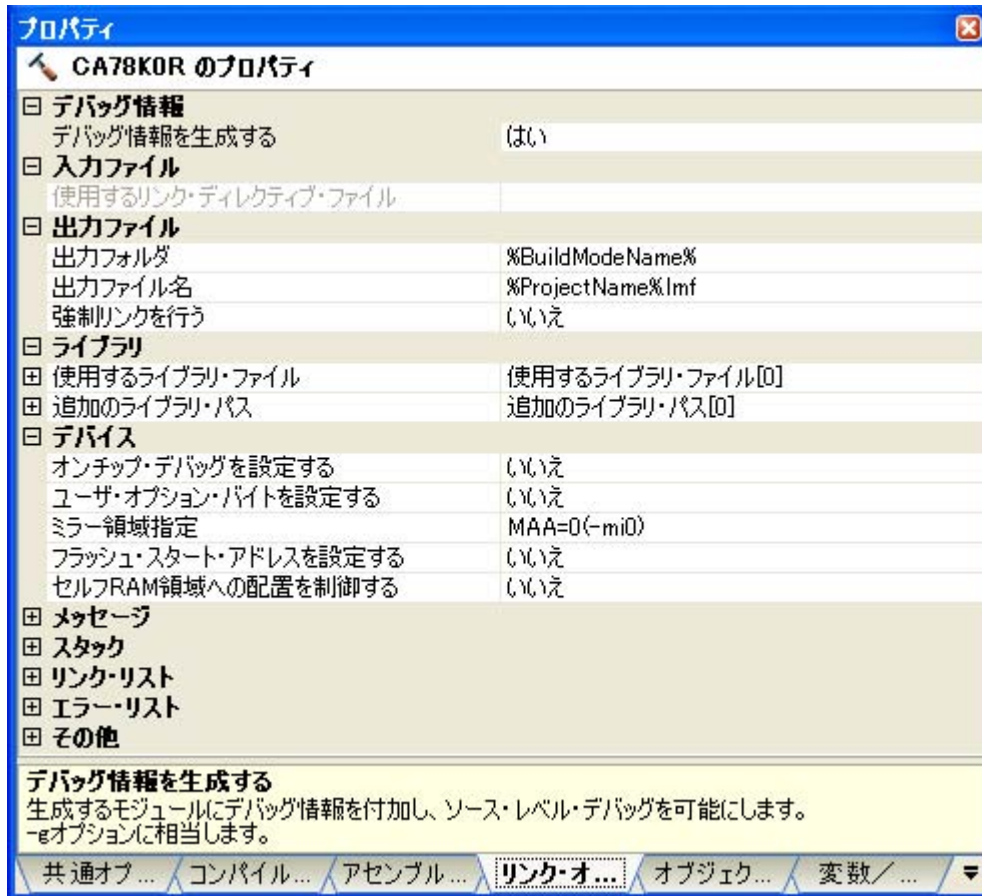 プロパティ
CA78K0R のプロパティ
デバッグ情報
デバッグ情報を生成する はい
入力ファイル
使用するリンク・ディレクティブ・ファイル
出力ファイル
出力フォルダ %BuildModeName%
出力ファイル名 %ProjectName%.lmf
強制リンクを行う いいえ
ライブラリ
使用するライブラリ・ファイル 使用するライブラリ・ファイル[0]
追加のライブラリ・パス 追加のライブラリ・パス[0]
デバイス
オンチップ・デバッグを設定する いいえ
ユーザ・オプション・バイトを設定する いいえ
ミラー領域指定 MAA=0(-mi0)
フラッシュ・スタート・アドレスを設定する いいえ
セルフRAM領域への配置を制御する いいえ
メッセージ
スタック
リンク・リスト
エラー・リスト
その他
デバッグ情報を生成する
生成するモジュールにデバッグ情報を付加し、ソース・レベル・デバッグを可能にします。
-gオプションに相当します。
共通オプ... コンパイル... アセンブル... リンク・オ... オブジェク... 変数／...